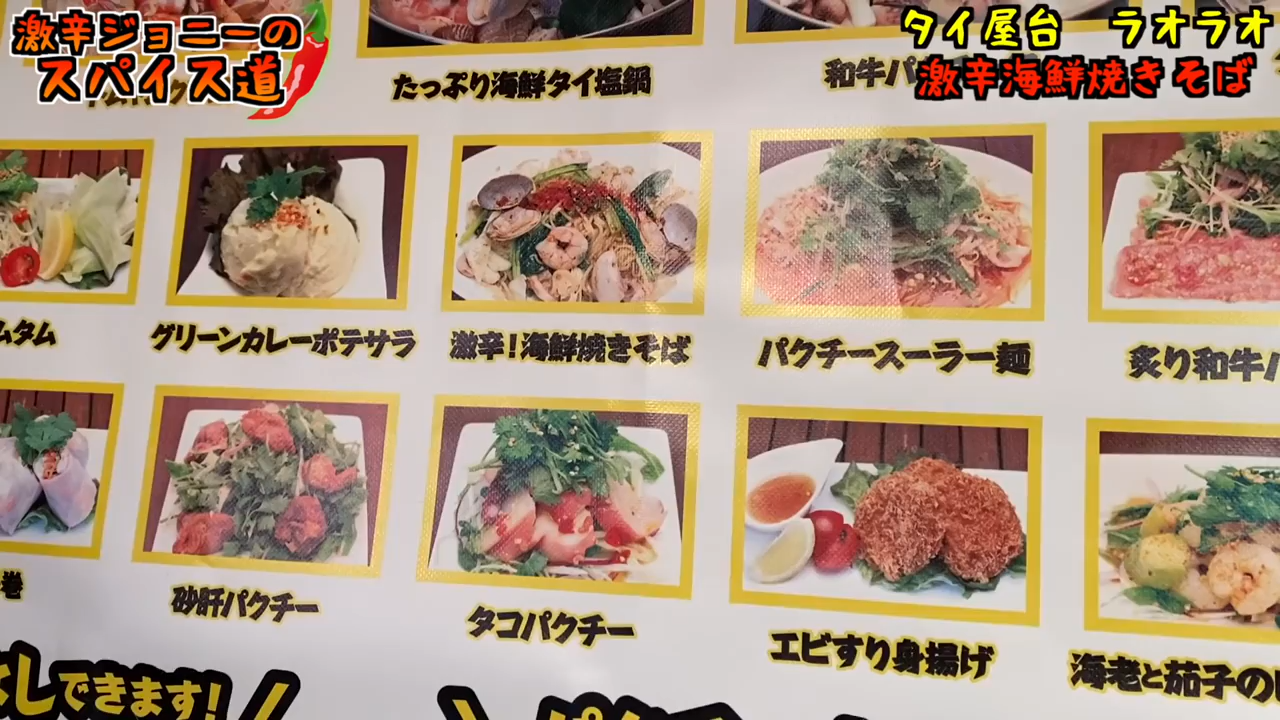 激辛ジョニーの
スパイス道
タイ屋台 ラオラオ
激辛海鮮焼きそば
たっぷり海鮮タイ塩鍋
和牛パ
ムタム
グリーンカレーポテサラ
激辛!海鮮焼きそば
パクチースーラー麺
炙り和牛パ
巻
砂肝パクチー
タコパクチー
エビすり身揚げ
海老と茄子の
しできます!